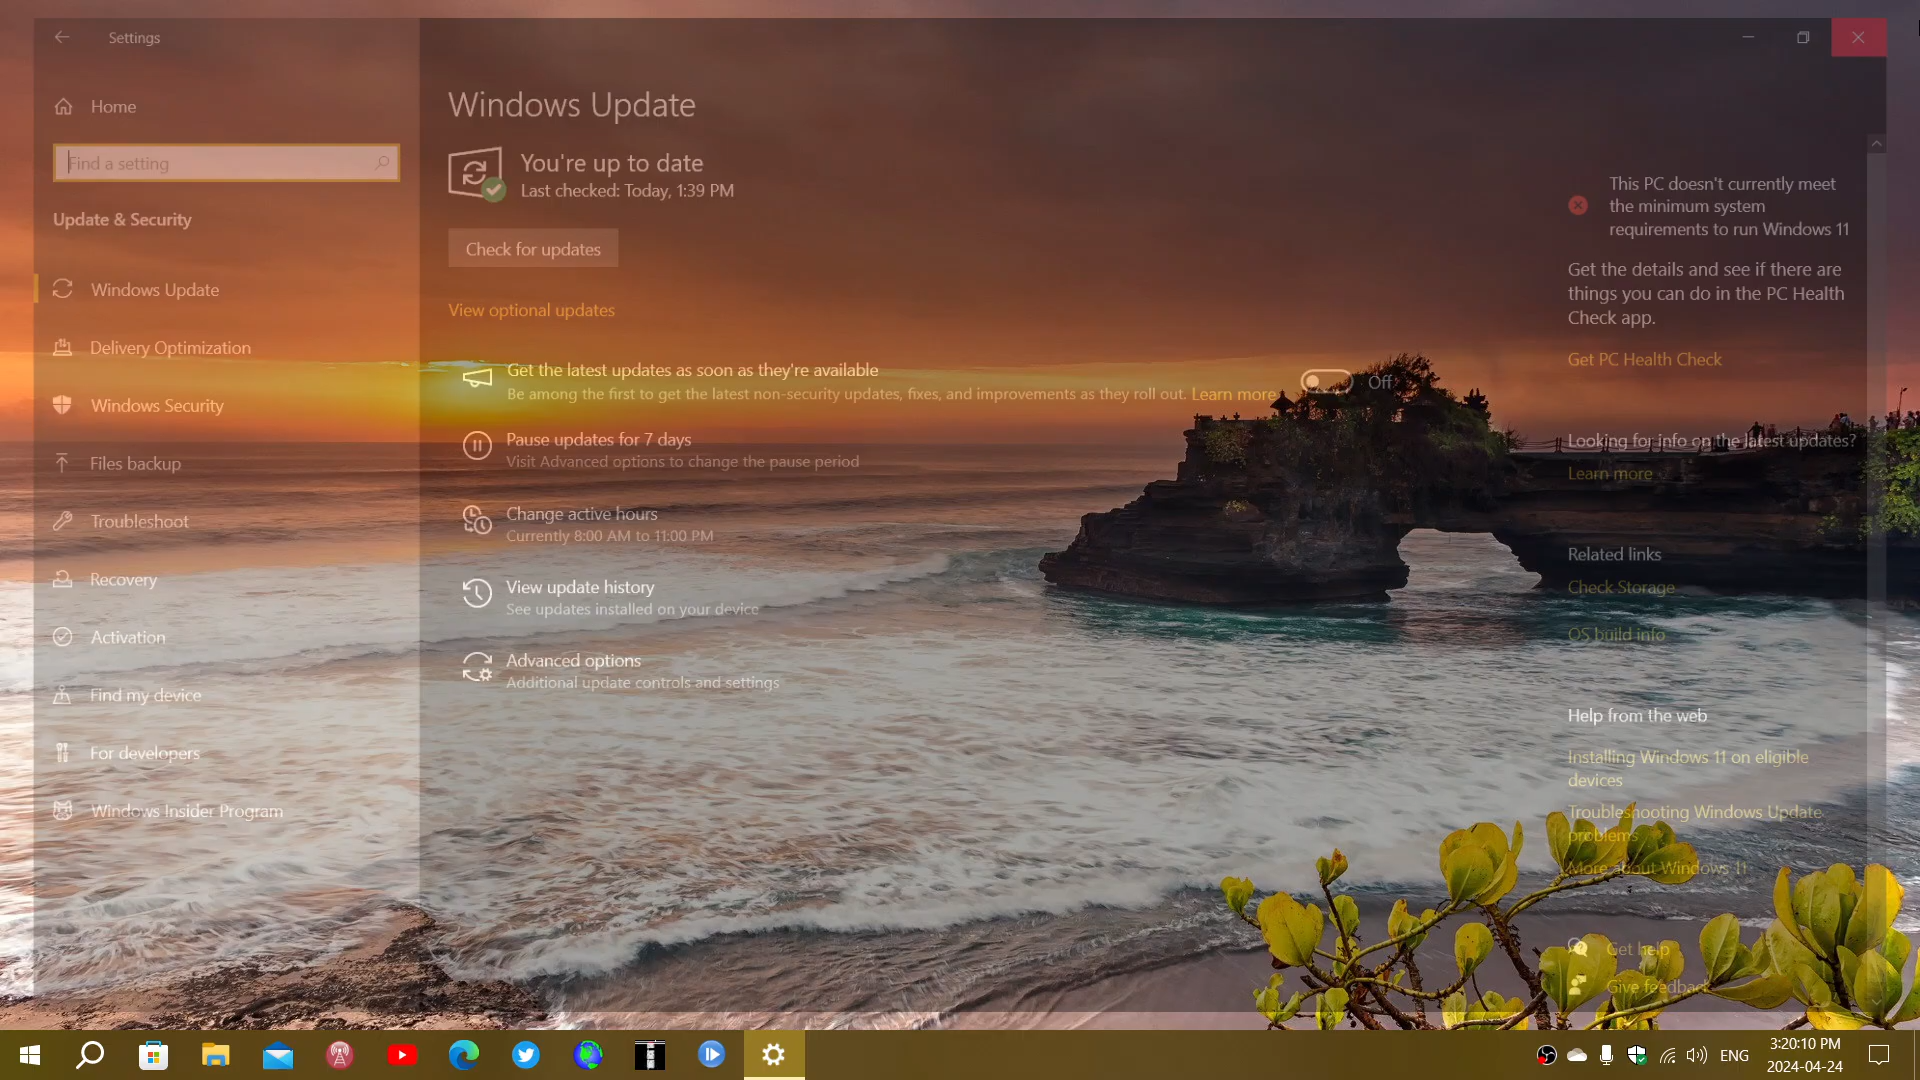 Settings
Home
Find a setting
Update & Security
Windows Update
Delivery Optimization
Windows Security
Files backup
Troubleshoot
Recovery
Activation
Find my device
For developers
Windows Insider Program
Windows Update
You're up to date
Last checked: Today, 1:39 PM
Check for updates
View optional updates
Get the latest updates as soon as they're available
Be among the first to get the latest non-security updates, fixes, and improvements as they roll out. Learn more
Off
Pause updates for 7 days
Visit Advanced options to change the pause period
Change active hours
Currently 8:00 AM to 11:00 PM
View update history
See updates installed on your device
Advanced options
Additional update controls and settings
This PC doesn't currently meet
the minimum system
requirements to run Windows 11
Get the details and see if there are
things you can do in the PC Health
Check app.
Get PC Health Check
Looking for info on the latest updates?
Learn more
Related links
Check Storage
OS build info
Help from the web
Installing Windows 11 on eligible
devices
Troubleshooting Windows Update
problems
More about Windows 11
Get help
Give feedback
ENG
3:20:10 PM
2024-04-24